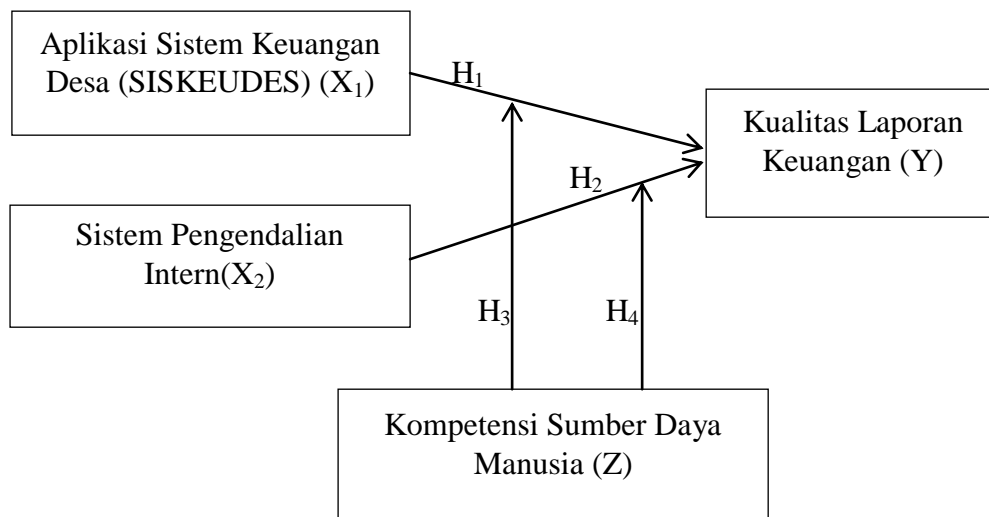 Aplikasi Sistem Keuangan
Desa (SISKEUDES) (X₁)
H₁
Kualitas Laporan
Keuangan (Y)
H₂
Sistem Pengendalian
Intern(X₂)
H₃
H₄
Kompetensi Sumber Daya
Manusia (Z)